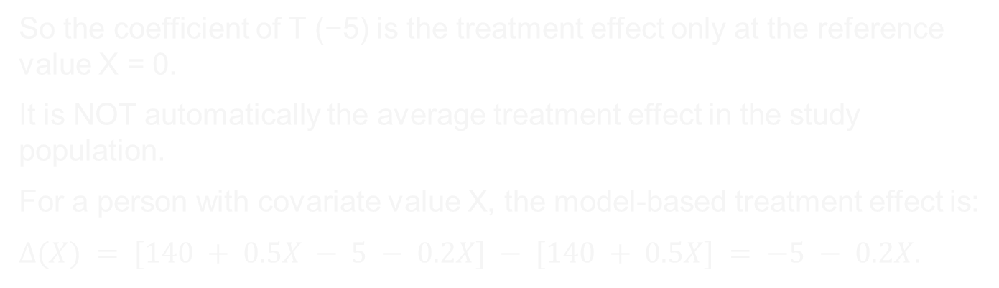 So the coefficient of T (−5) is the treatment effect only at the reference
value X = 0.
It is NOT automatically the average treatment effect in the study
population.
For a person with covariate value X, the model-based treatment effect is:
Δ(X) = [140 + 0.5X − 5 − 0.2X] − [140 + 0.5X] = −5 − 0.2X.